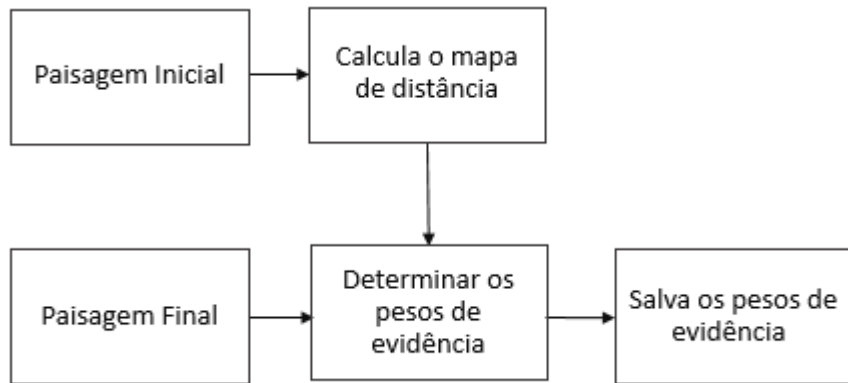 Paisagem Inicial
Calcula o mapa
de distância
Paisagem Final
Determinar os
pesos de
evidência
Salva os pesos de
evidência